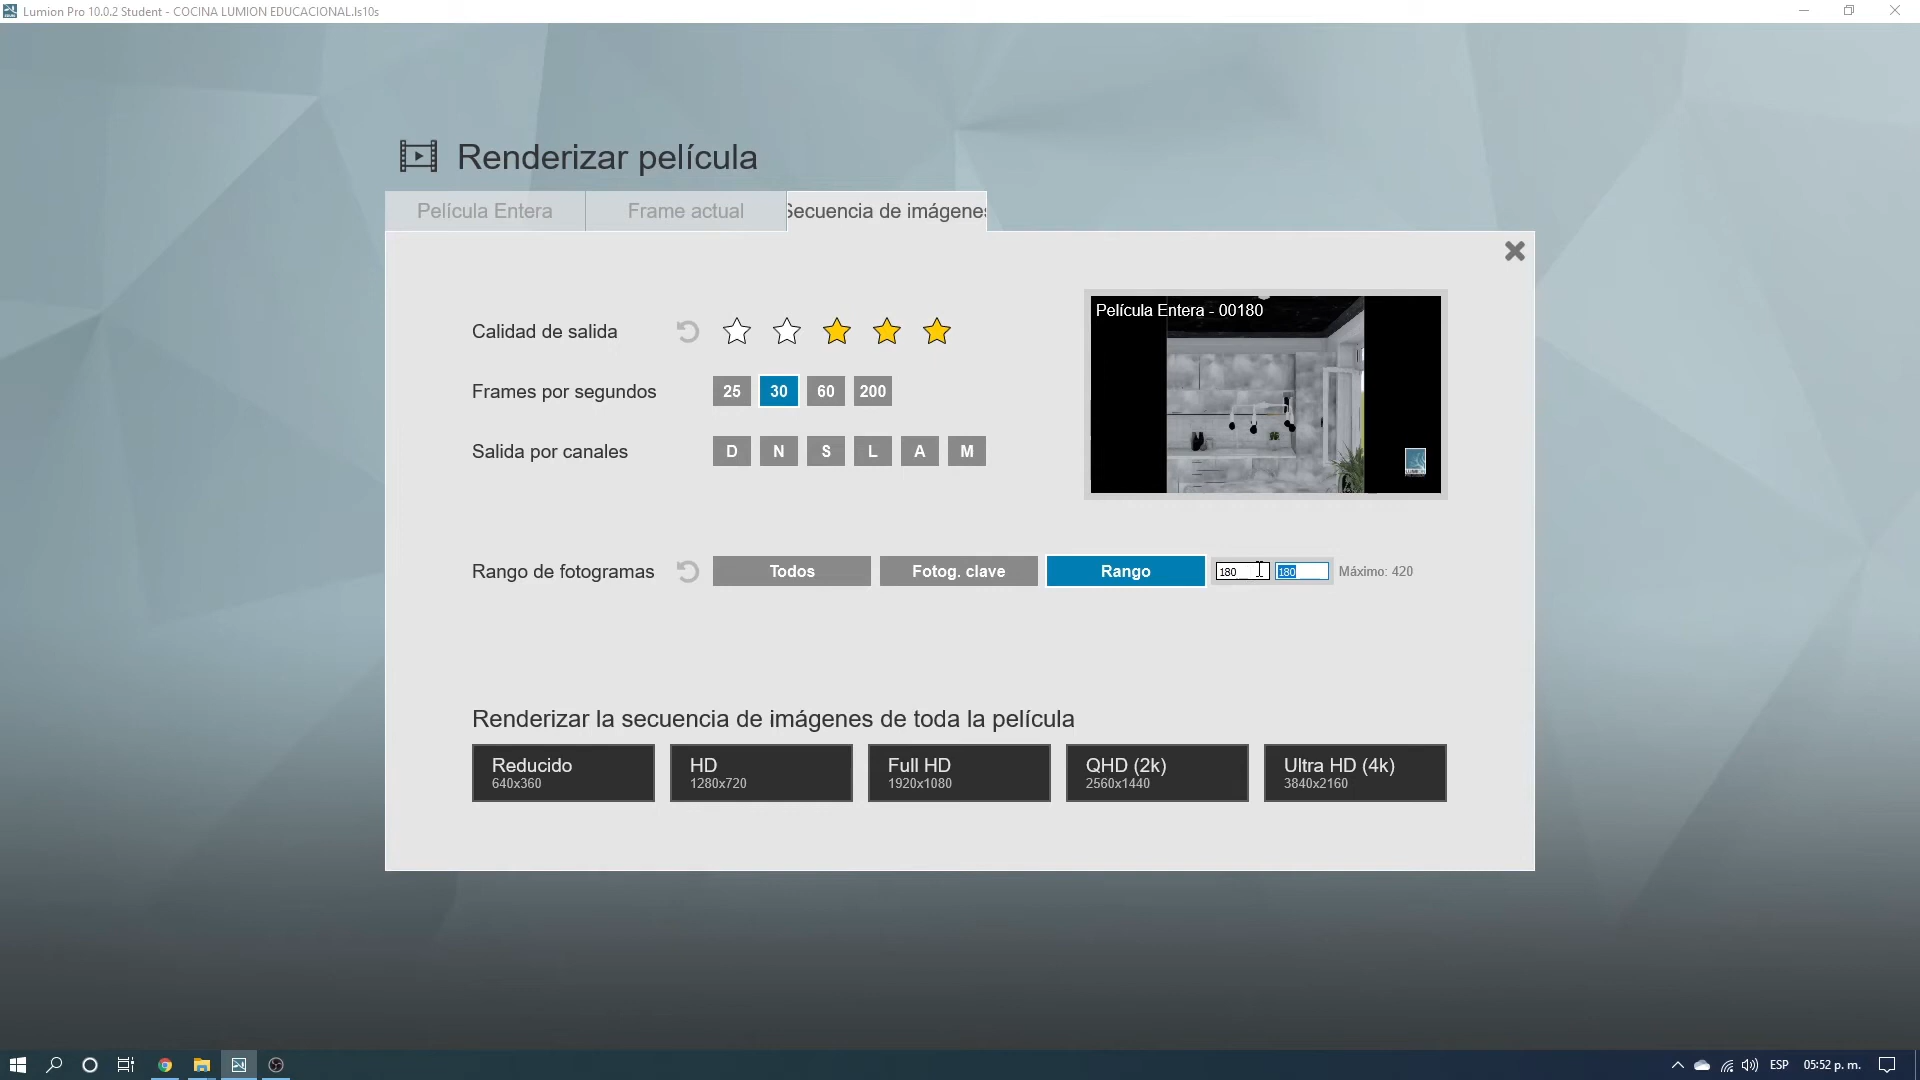 Lumion Pro 10.0.2 Student - COCINA LUMION EDUCACIONAL.ls10s
Renderizar película
Película Entera
Frame actual
Secuencia de imágenes
Película Entera - 00180
Calidad de salida
Frames por segundos
25
30
60
200
Salida por canales
D
N
S
L
A
M
Rango de fotogramas
Todos
Fotog. clave
Rango
180
180
Máximo: 420
Renderizar la secuencia de imágenes de toda la película
Reducido
640x360
HD
1280x720
Full HD
1920x1080
QHD (2k)
2560x1440
Ultra HD (4k)
3840x2160
ESP
05:52 p. m.